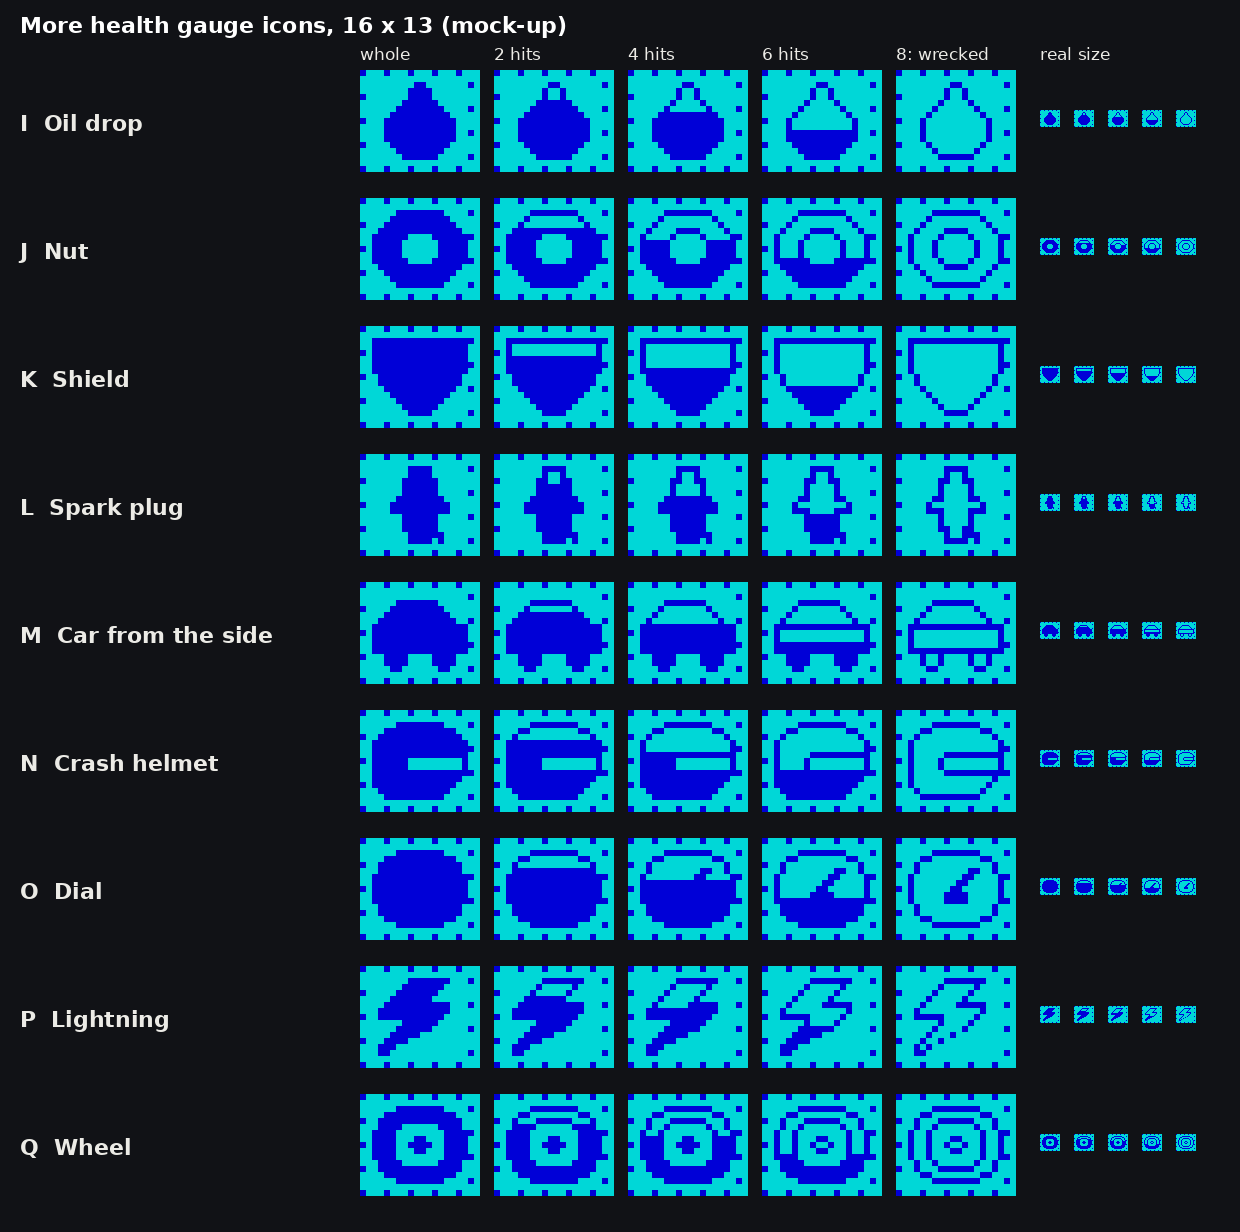 More health gauge icons, 16 x 13 (mock-up)
whole 2 hits 4 hits 6 hits 8: wrecked real size
I Oil drop
J Nut
K Shield
L Spark plug
M Car from the side
N Crash helmet
O Dial
P Lightning
Q Wheel